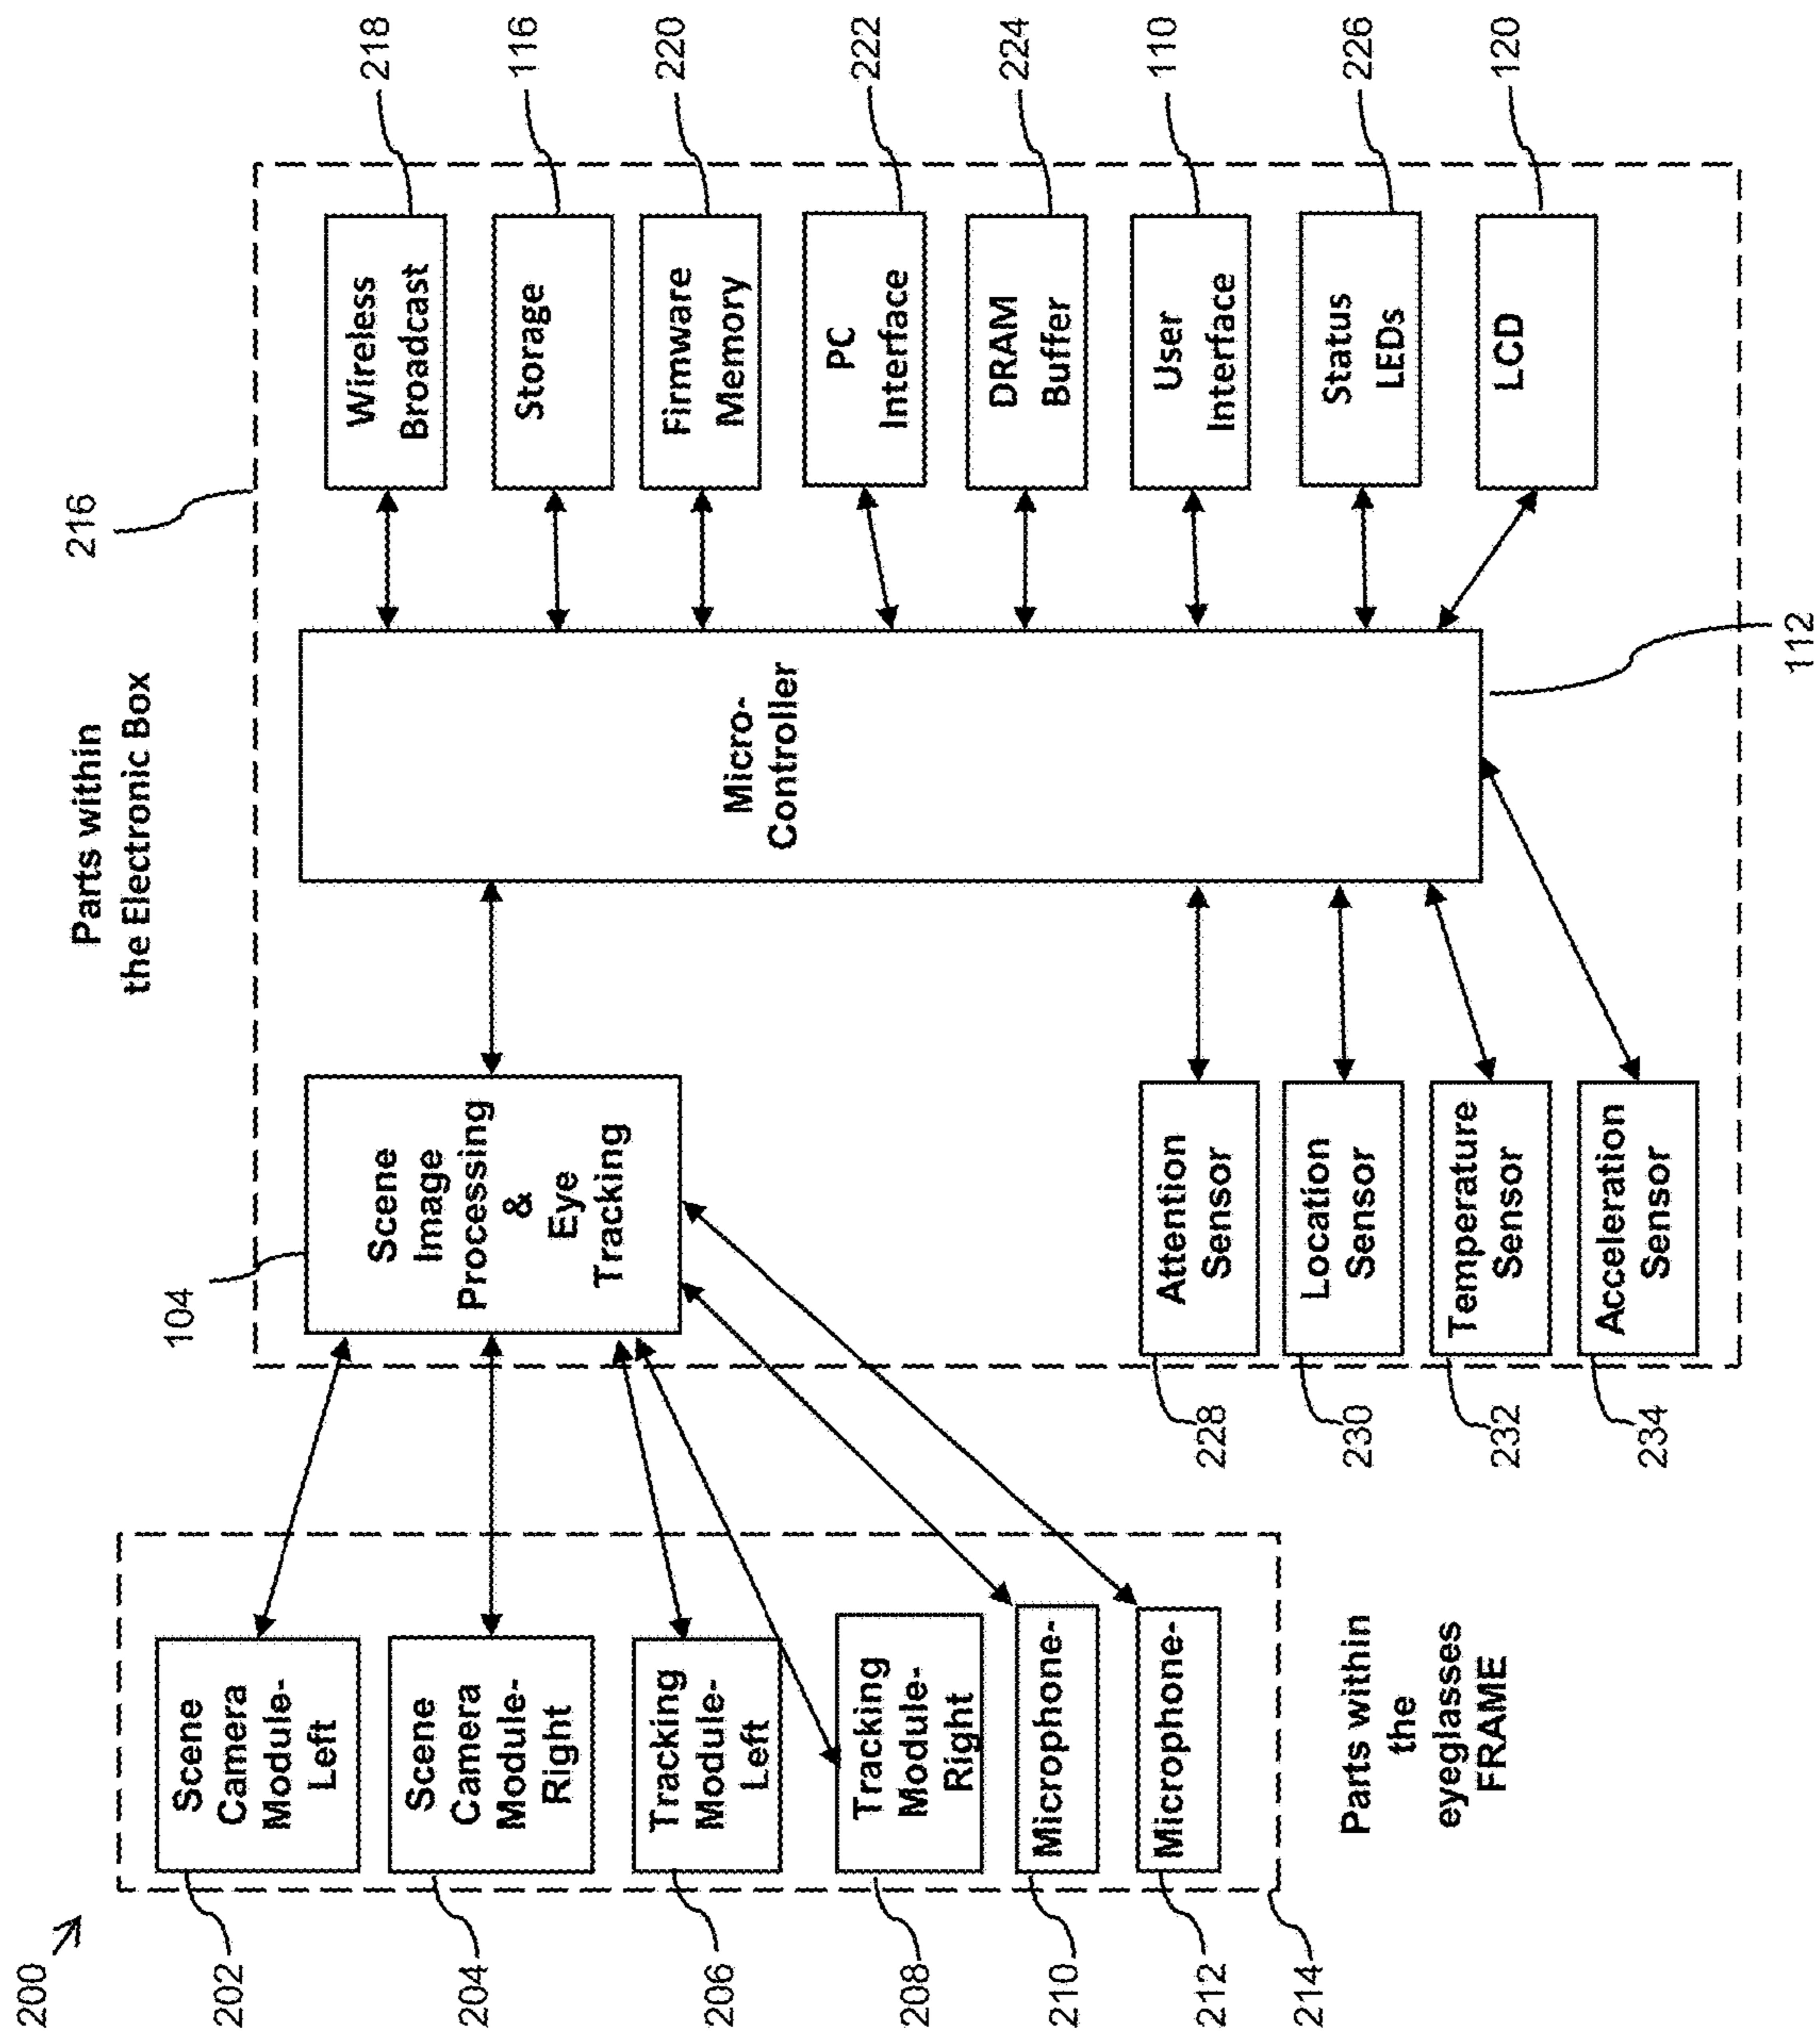 200
Parts within
the Electronic Box
216
104
202
Scene
Camera
Module-
Left
204
Scene
Camera
Module-
Right
206
Tracking
Module-
Left
208
Tracking
Module-
Right
210
Microphone-
212
Microphone-
214
Parts within
the
eyeglasses
FRAME
Scene
Image
Processing
&
Eye
Tracking
228
Attention
Sensor
230
Location
Sensor
232
Temperature
Sensor
234
Acceleration
Sensor
Micro-
Controller
112
Wireless
Broadcast
218
Storage
116
Firmware
Memory
220
PC
Interface
222
DRAM
Buffer
224
User
Interface
110
Status
LEDs
226
LCD
120